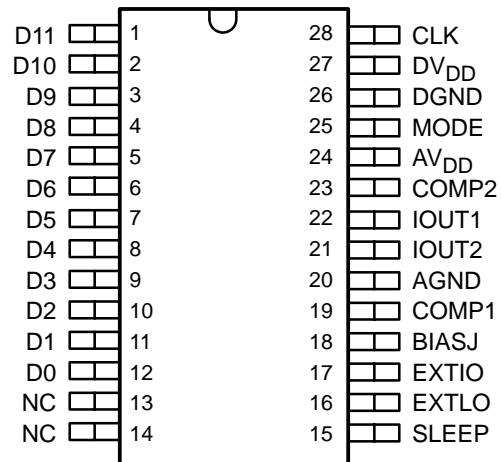 D11 1 28 CLK
D10 2 27 DVDD
D9 3 26 DGND
D8 4 25 MODE
D7 5 24 AVDD
D6 6 23 COMP2
D5 7 22 IOUT1
D4 8 21 IOUT2
D3 9 20 AGND
D2 10 19 COMP1
D1 11 18 BIASJ
D0 12 17 EXTIO
NC 13 16 EXTLO
NC 14 15 SLEEP